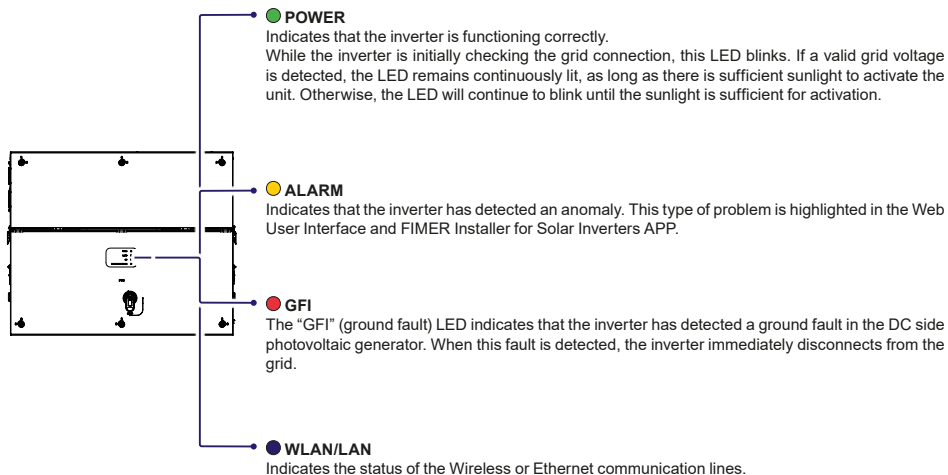 POWER
Indicates that the inverter is functioning correctly.
While the inverter is initially checking the grid connection, this LED blinks. If a valid grid voltage
is detected, the LED remains continuously lit, as long as there is sufficient sunlight to activate the
unit. Otherwise, the LED will continue to blink until the sunlight is sufficient for activation.
ALARM
Indicates that the inverter has detected an anomaly. This type of problem is highlighted in the Web
User Interface and FIMER Installer for Solar Inverters APP.
GFI
The “GFI” (ground fault) LED indicates that the inverter has detected a ground fault in the DC side
photovoltaic generator. When this fault is detected, the inverter immediately disconnects from the
grid.
WLAN/LAN
Indicates the status of the Wireless or Ethernet communication lines.